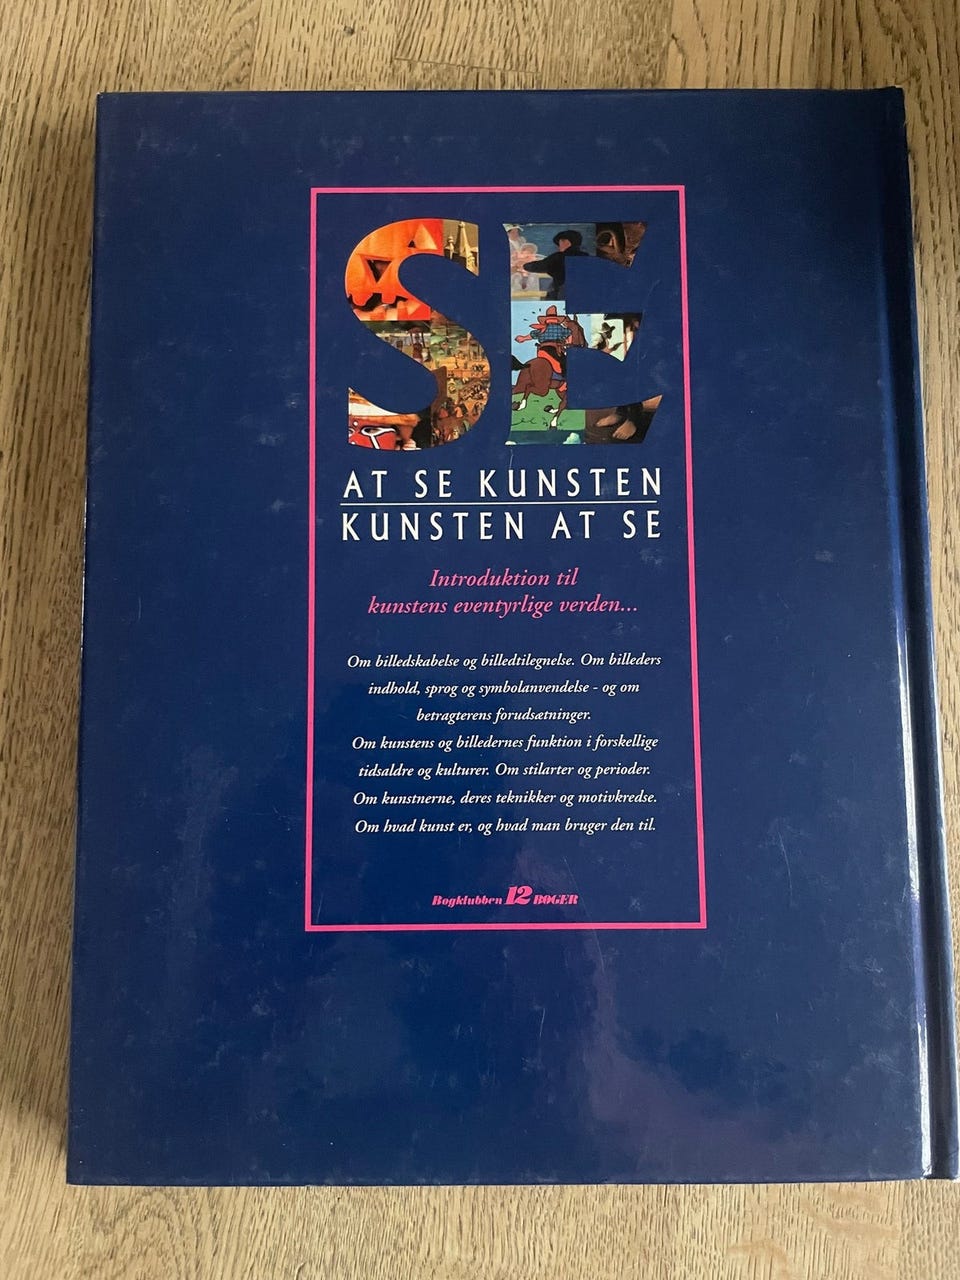 SE
AT SE KUNSTEN
KUNSTEN AT SE
Introduktion til
kunstens eventyrlige verden...
Om billedskabelse og billedtilegnelse. Om billeders
indhold, sprog og symbolanvendelse - og om
betragterens forudsætninger.
Om kunstens og billedernes funktion i forskellige
tidsaldre og kulturer. Om stilarter og perioder.
Om kunstnerne, deres teknikker og motivkredse.
Om hvad kunst er, og hvad man bruger den til.
Bogklubben 12 BØGER